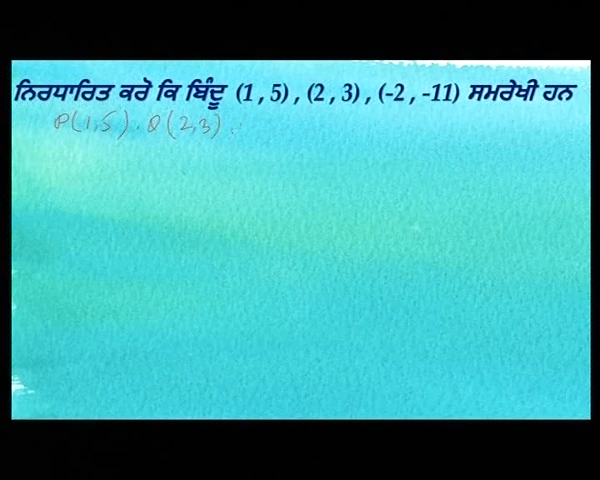 ਨਿਰਧਾਰਿਤ ਕਰੋ ਕਿ ਬਿੰਦੂ (1 , 5) , (2 , 3) , (-2 , -11) ਸਮਰੇਖੀ ਹਨ
P(1,5) . Q(2,3) .